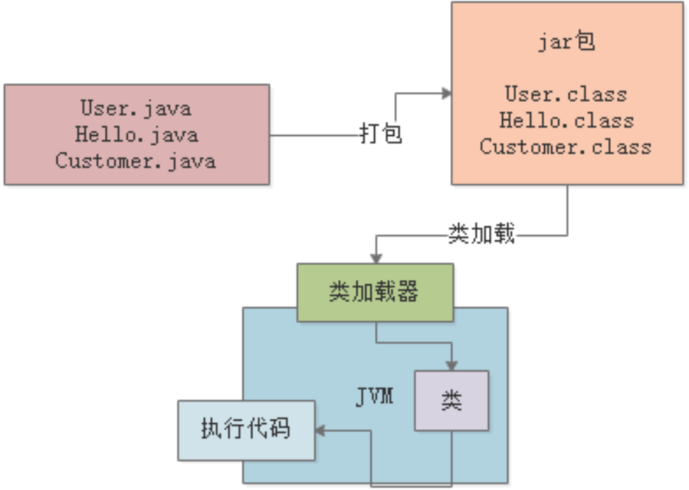 User.java
Hello.java
Customer.java
打包
jar包
User.class
Hello.class
Customer.class
类加载
类加载器
JVM
类
执行代码